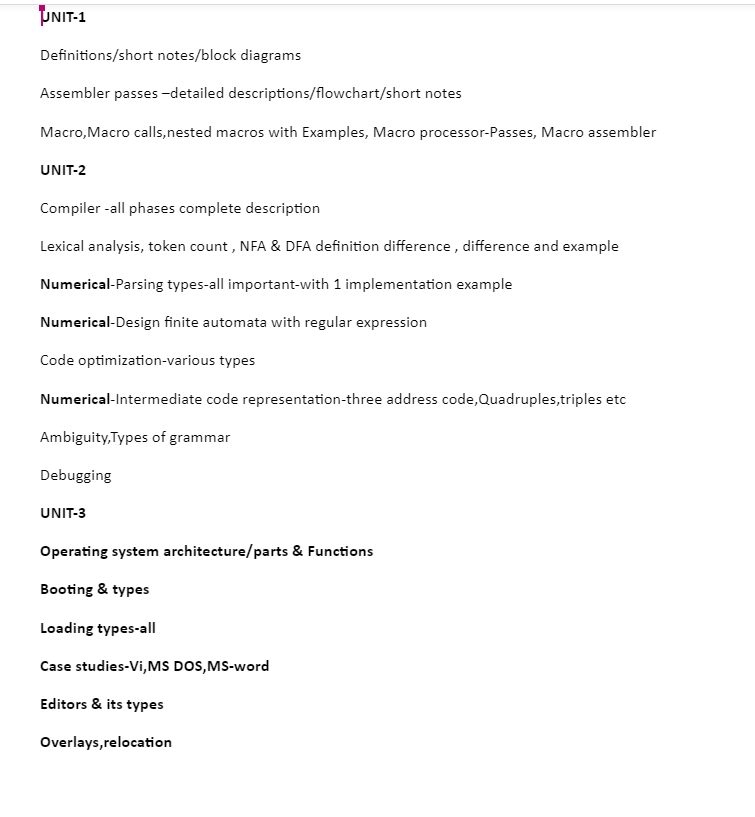 UNIT-1
Definitions/short notes/block diagrams
Assembler passes –detailed descriptions/flowchart/short notes
Macro,Macro calls,nested macros with Examples, Macro processor-Passes, Macro assembler
UNIT-2
Compiler -all phases complete description
Lexical analysis, token count , NFA & DFA definition difference , difference and example
Numerical-Parsing types-all important-with 1 implementation example
Numerical-Design finite automata with regular expression
Code optimization-various types
Numerical-Intermediate code representation-three address code,Quadruples,triples etc
Ambiguity,Types of grammar
Debugging
UNIT-3
Operating system architecture/parts & Functions
Booting & types
Loading types-all
Case studies-Vi,MS DOS,MS-word
Editors & its types
Overlays,relocation